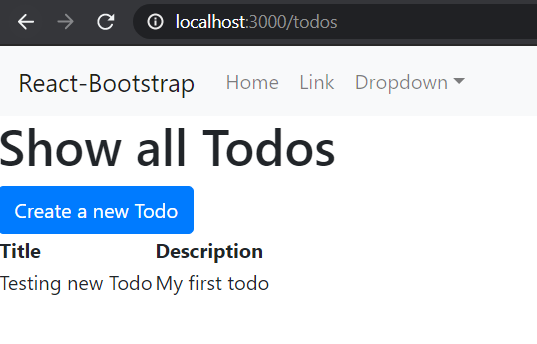 localhost:3000/todos
React-Bootstrap Home Link Dropdown
Show all Todos
Create a new Todo
Title Description
Testing new Todo My first todo